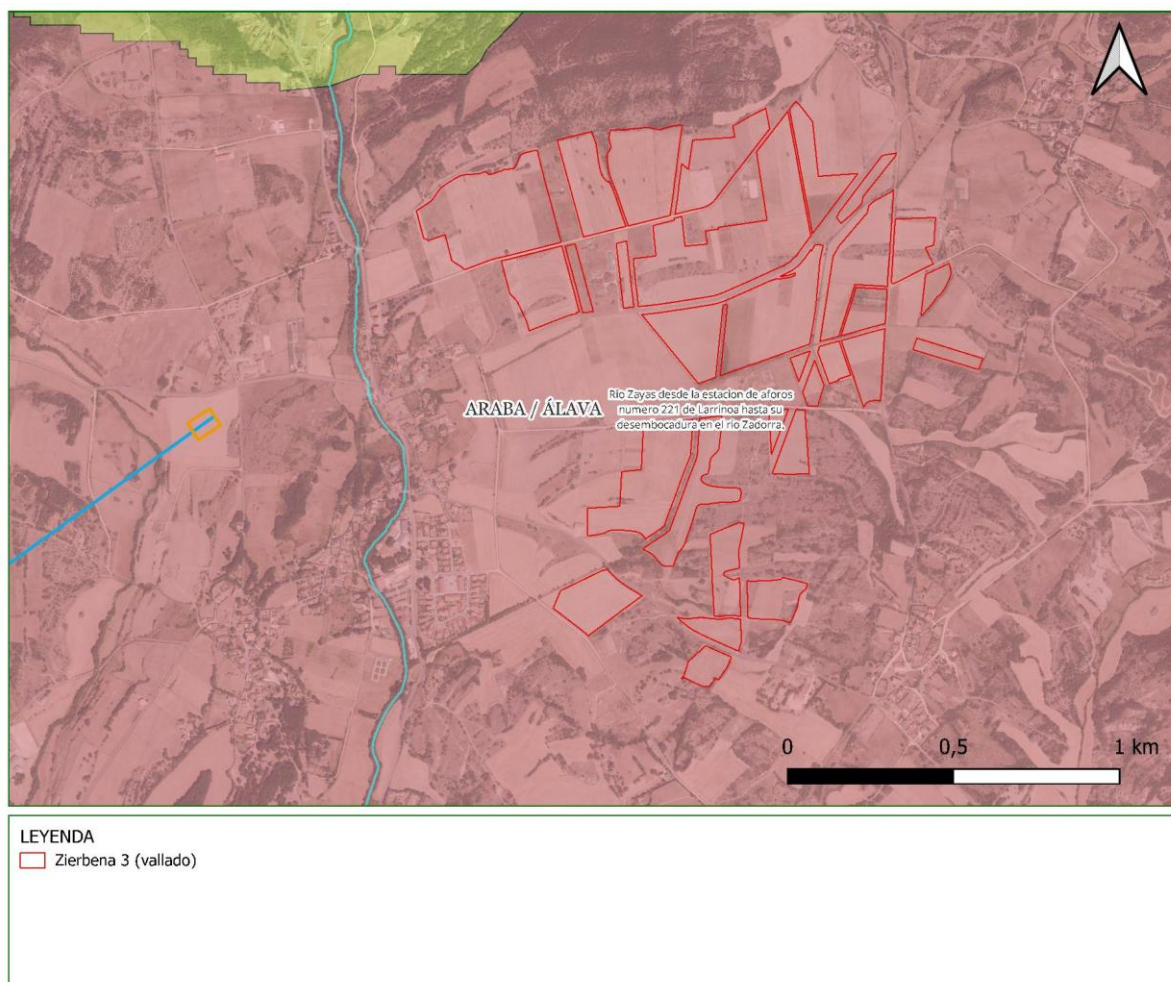 ARABA / ÁLAVA
Río Zayas desde la estacion de aforos
numero 221 de Larrinoa hasta su
desembocadura en el río Zadorra.
0 0,5 1 km
LEYENDA
Zierbena 3 (vallado)